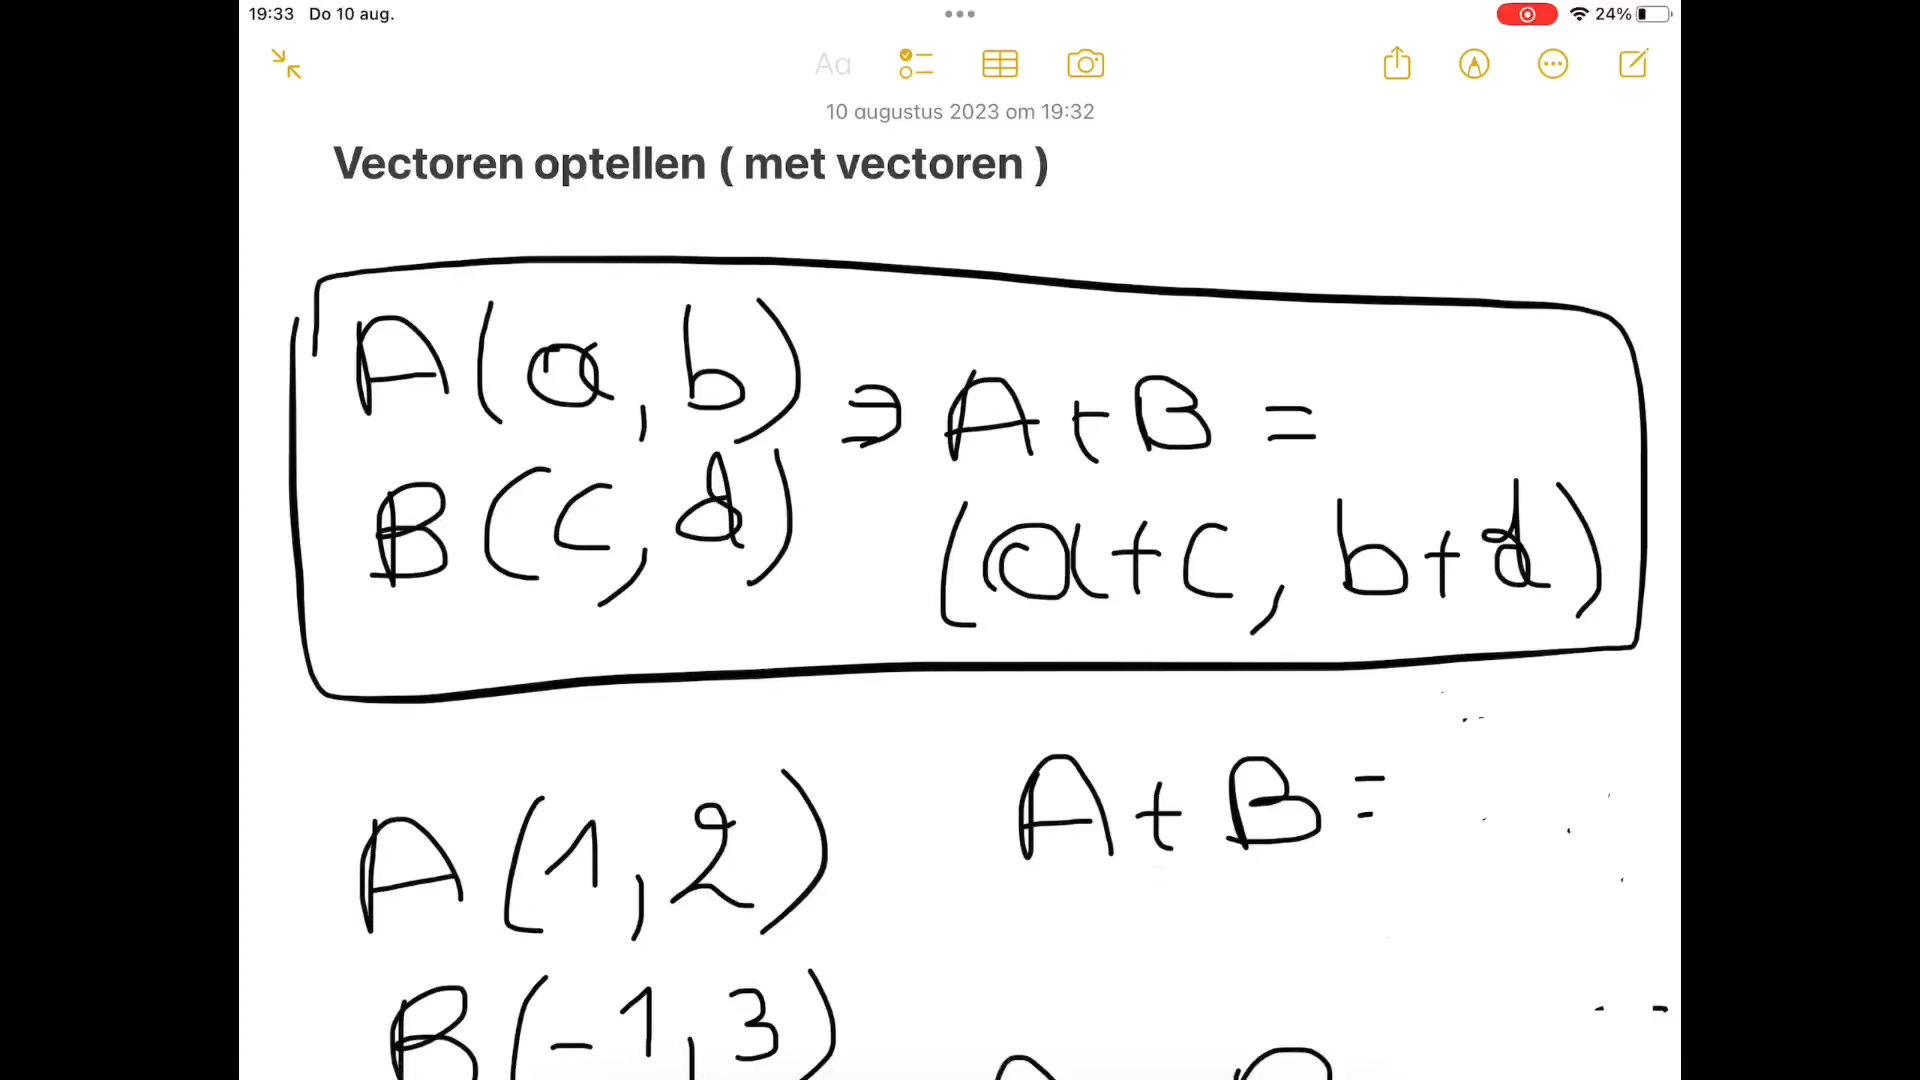 19:33 Do 10 aug.
24%
Aa
10 augustus 2023 om 19:32
Vectoren optellen ( met vectoren )
A(a,b) ⇒ A+B =
B(c,d) (a+c, b+d)
A(1,2) A+B =
B(-1,3)